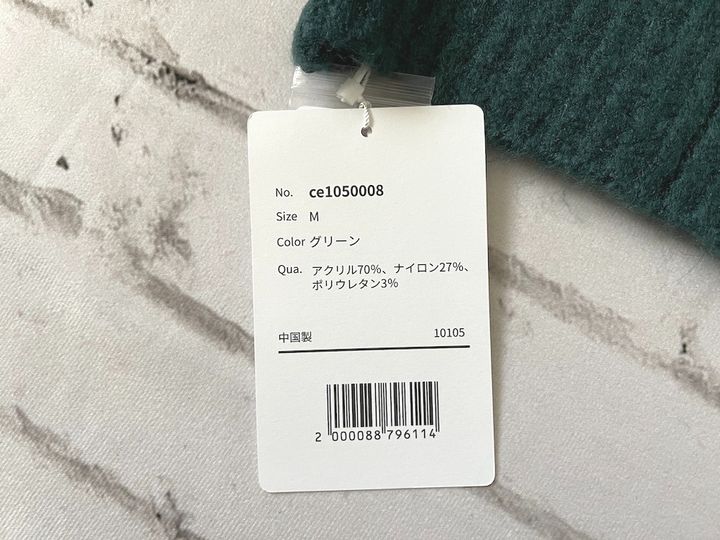 No. ce1050008
Size M
Color グリーン
Qua. アクリル70%、ナイロン27%、
ポリウレタン3%
中国製 10105
2 000088 796114